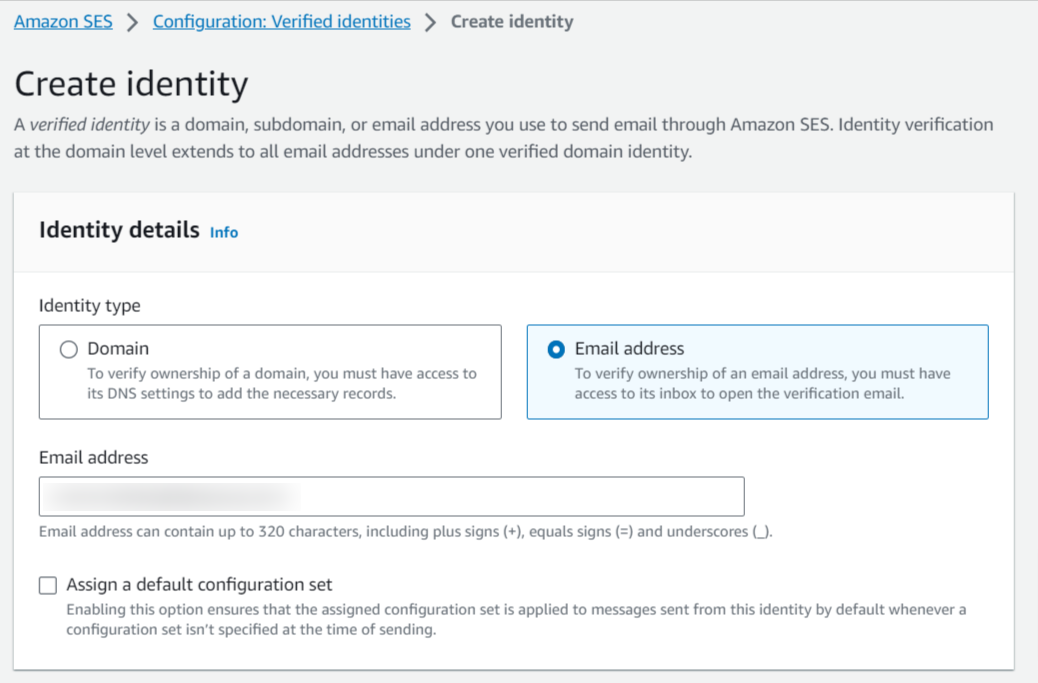 Amazon SES > Configuration: Verified identities > Create identity
Create identity
A verified identity is a domain, subdomain, or email address you use to send email through Amazon SES. Identity verification
at the domain level extends to all email addresses under one verified domain identity.
Identity details Info
Identity type
Domain
To verify ownership of a domain, you must have access to
its DNS settings to add the necessary records.
Email address
To verify ownership of an email address, you must have
access to its inbox to open the verification email.
Email address
Email address can contain up to 320 characters, including plus signs (+), equals signs (=) and underscores (_).
Assign a default configuration set
Enabling this option ensures that the assigned configuration set is applied to messages sent from this identity by default whenever a
configuration set isn't specified at the time of sending.